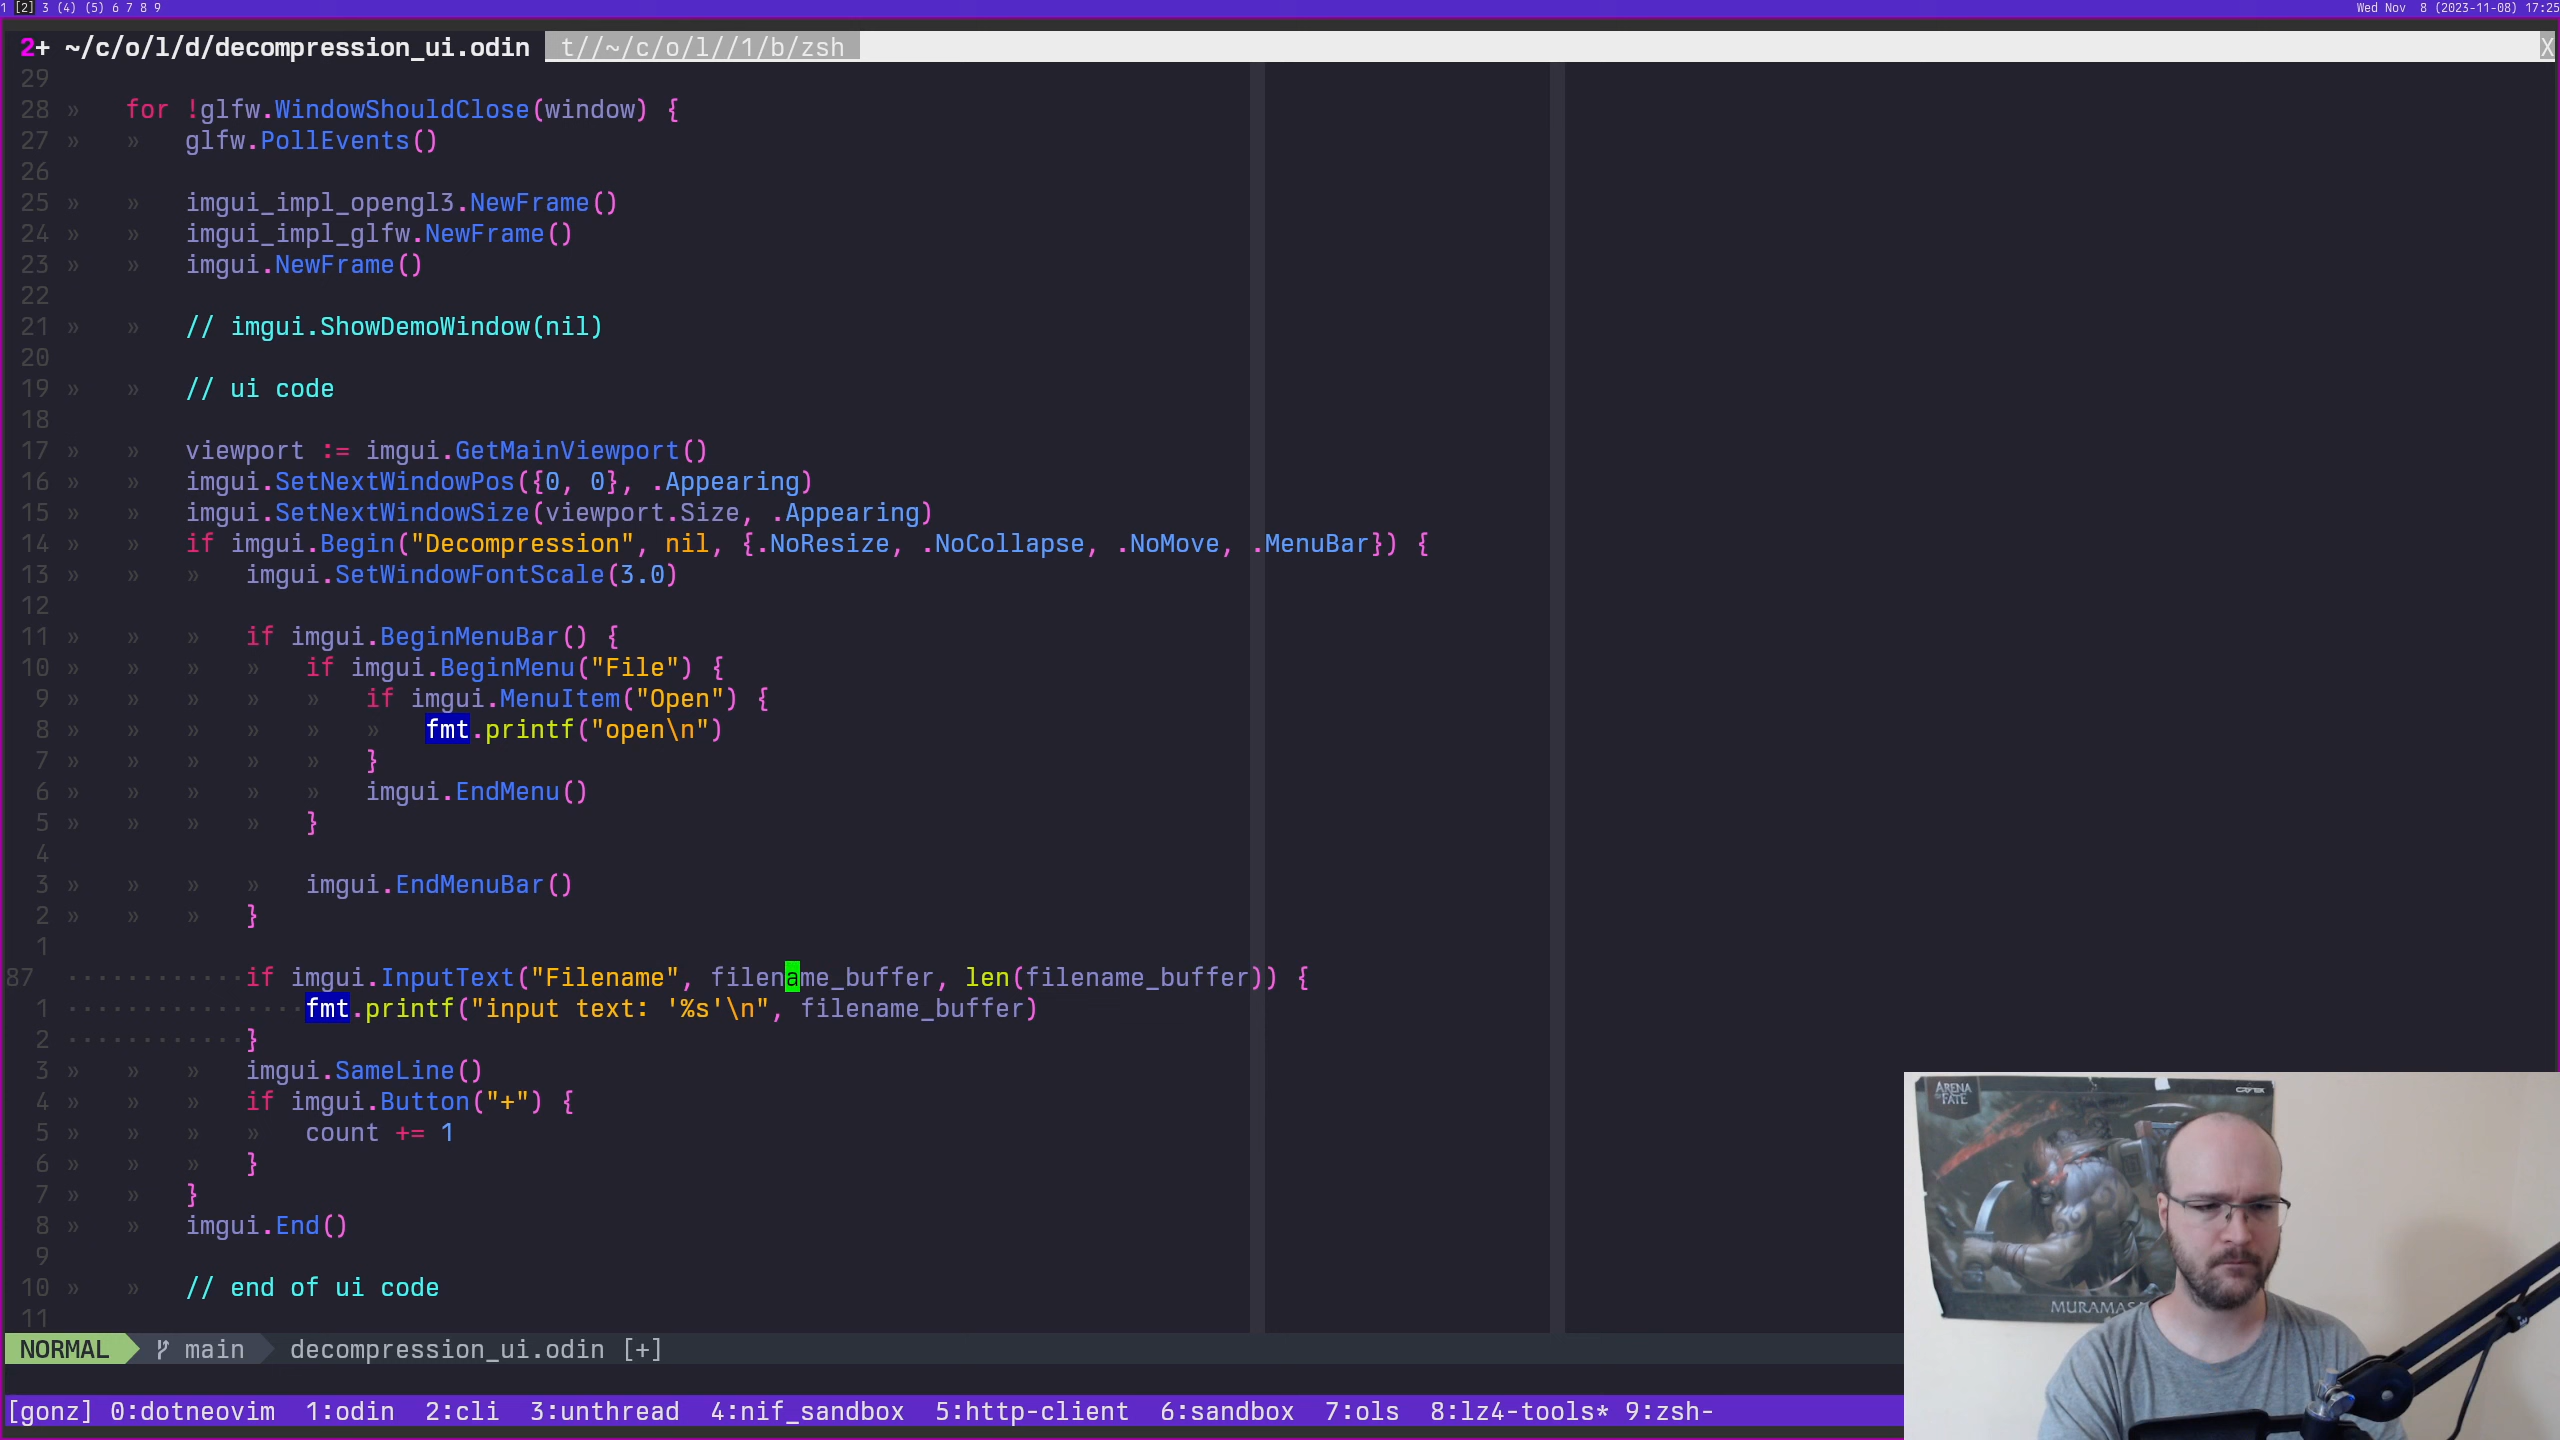 1 [2] 3 (4) (5) 6 7 8 9 Wed Nov  8 (2023-11-08) 17:25
2+ ~/c/o/l/d/decompression_ui.odin t//~/c/o/l//1/b/zsh X
29
28 » for !glfw.WindowShouldClose(window) {
27 » » glfw.PollEvents()
26
25 » » imgui_impl_opengl3.NewFrame()
24 » » imgui_impl_glfw.NewFrame()
23 » » imgui.NewFrame()
22
21 » » // imgui.ShowDemoWindow(nil)
20
19 » » // ui code
18
17 » » viewport := imgui.GetMainViewport()
16 » » imgui.SetNextWindowPos({0, 0}, .Appearing)
15 » » imgui.SetNextWindowSize(viewport.Size, .Appearing)
14 » » if imgui.Begin("Decompression", nil, {.NoResize, .NoCollapse, .NoMove, .MenuBar}) {
13 » » » imgui.SetWindowFontScale(3.0)
12
11 » » » if imgui.BeginMenuBar() {
10 » » » » if imgui.BeginMenu("File") {
9 » » » » » if imgui.MenuItem("Open") {
8 » » » » » » fmt.printf("open\n")
7 » » » » » }
6 » » » » » imgui.EndMenu()
5 » » » » }
4
3 » » » » imgui.EndMenuBar()
2 » » » }
1
87 ············if imgui.InputText("Filename", filename_buffer, len(filename_buffer)) {
1 ················fmt.printf("input text: '%s'\n", filename_buffer)
2 ············}
3 » » » imgui.SameLine()
4 » » » if imgui.Button("+") {
5 » » » » count += 1
6 » » » }
7 » » }
8 » » imgui.End()
9
10 » » // end of ui code
11
ARENA OF FATE
MURAMAS
NORMAL main decompression_ui.odin [+]
[gonz] 0:dotneovim 1:odin 2:cli 3:unthread 4:nif_sandbox 5:http-client 6:sandbox 7:ols 8:lz4-tools* 9:zsh-